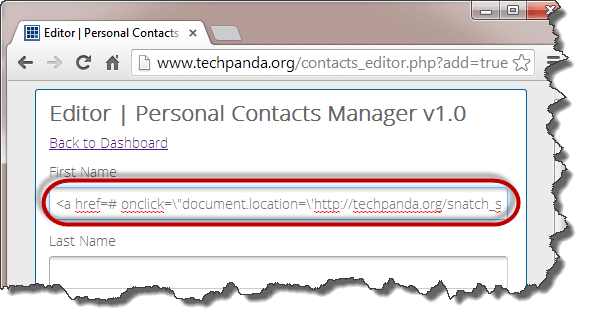 Editor | Personal Contacts
www.techpanda.org/contacts_editor.php?add=true
Editor | Personal Contacts Manager v1.0
Back to Dashboard
First Name
<a href=# onclick=\"document.location=\'http://techpanda.org/snatch_s
Last Name